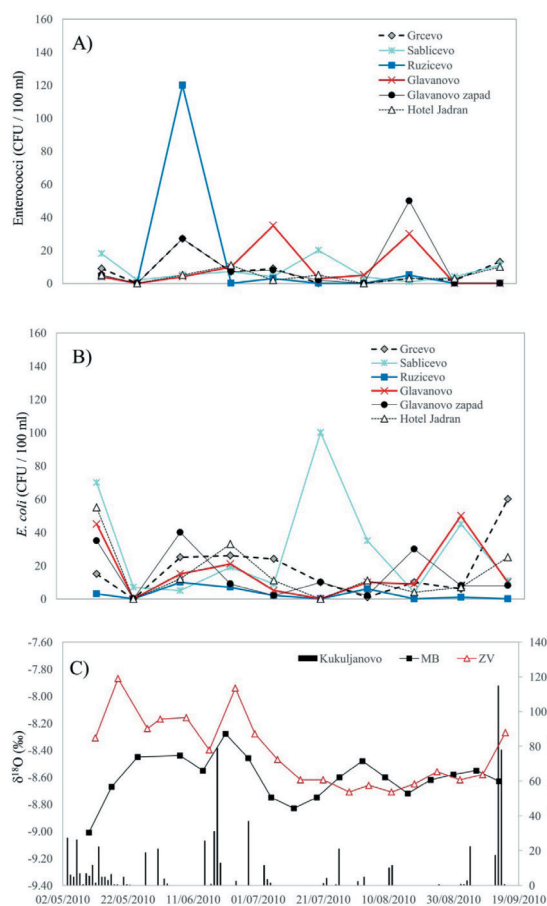 A)
Enterococci (CFU / 100 ml)
160
140
120
100
80
60
40
20
0
Grcevo
Sablicevo
Ruzicevo
Glavanovo
Glavanovo zapad
Hotel Jadran
B)
E. coli (CFU / 100 ml)
160
140
120
100
80
60
40
20
0
Grcevo
Sablicevo
Ruzicevo
Glavanovo
Glavanovo zapad
Hotel Jadran
C)
Kukuljanovo MB ZV
δ18O (‰)
-7.60
-7.80
-8.00
-8.20
-8.40
-8.60
-8.80
-9.00
-9.20
-9.40
140
120
100
80
60
40
20
0
02/05/2010 22/05/2010 11/06/2010 01/07/2010 21/07/2010 10/08/2010 30/08/2010 19/09/2010